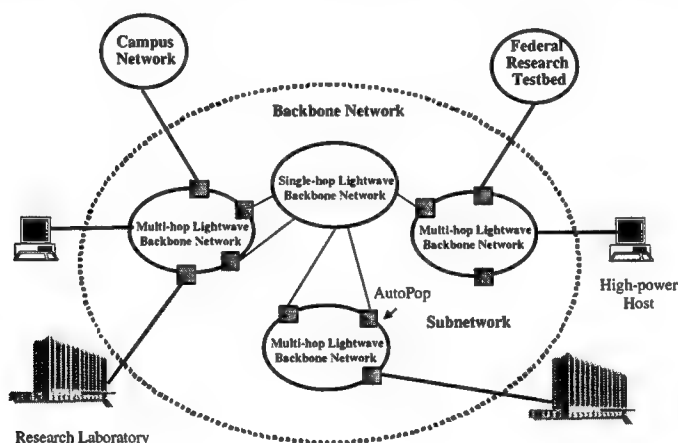 Campus
Network
Federal
Research
Testbed
Backbone Network
Single-hop Lightwave
Backbone Network
Multi-hop Lightwave
Backbone Network
Multi-hop Lightwave
Backbone Network
High-power
Host
AutoPop
Subnetwork
Multi-hop Lightwave
Backbone Network
Research Laboratory